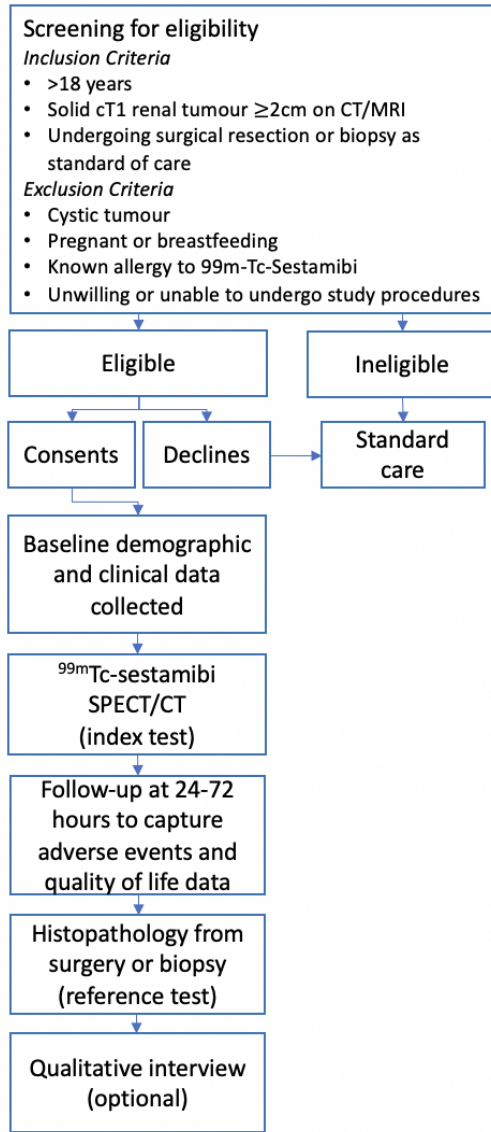 Screening for eligibility
Inclusion Criteria
• >18 years
• Solid cT1 renal tumour ≥2cm on CT/MRI
• Undergoing surgical resection or biopsy as
standard of care
Exclusion Criteria
• Cystic tumour
• Pregnant or breastfeeding
• Known allergy to 99m-Tc-Sestamibi
• Unwilling or unable to undergo study procedures
Eligible
Ineligible
Consents
Declines
Standard
care
Baseline demographic
and clinical data
collected
⁹⁹ᵐTc-sestamibi
SPECT/CT
(index test)
Follow-up at 24-72
hours to capture
adverse events and
quality of life data
Histopathology from
surgery or biopsy
(reference test)
Qualitative interview
(optional)